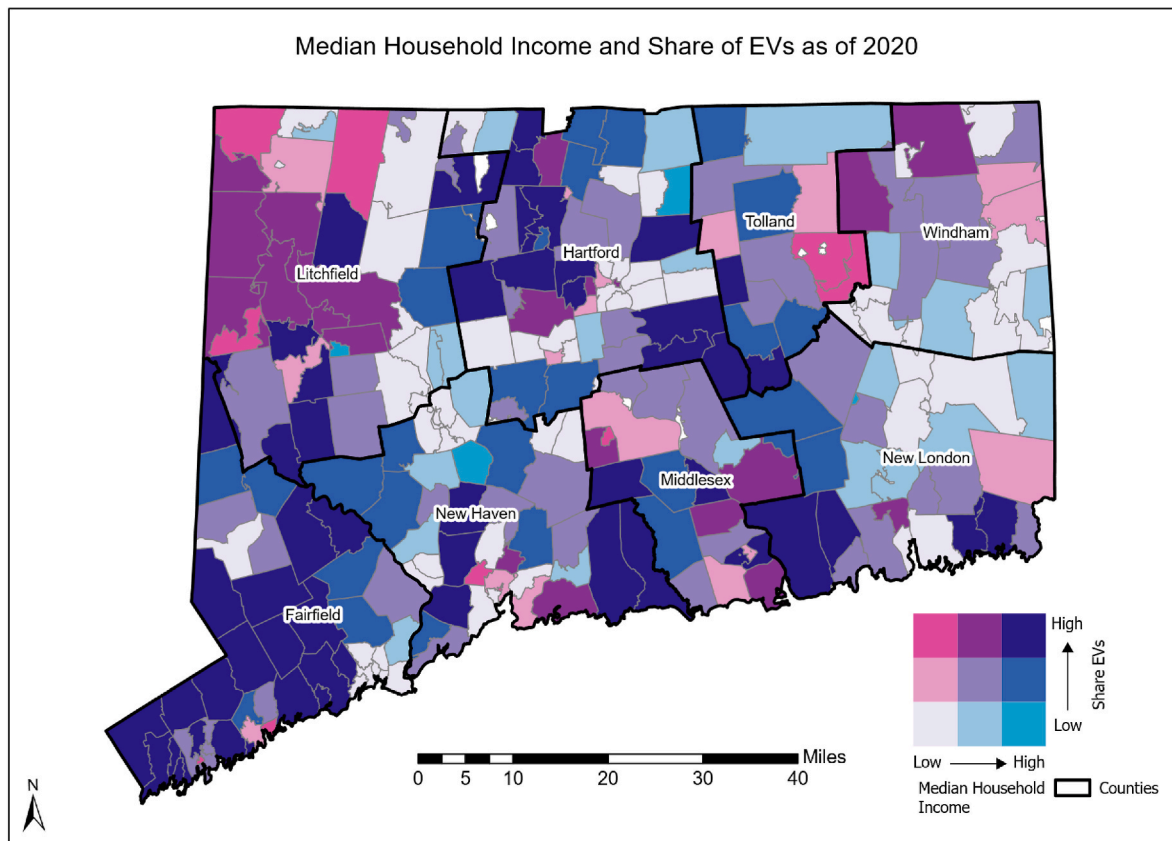 Median Household Income and Share of EVs as of 2020
Tolland
Windham
Hartford
Litchfield
New London
Middlesex
New Haven
Fairfield
High
Share EVs
Low
Low
High
Median Household
Income
Counties
Miles
0 5 10 20 30 40
N